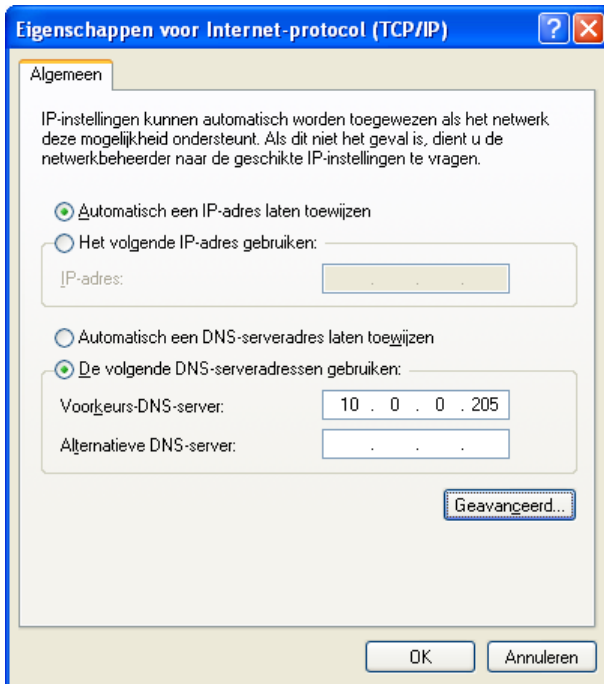 Eigenschappen voor Internet-protocol (TCP/IP)
Algemeen
IP-instellingen kunnen automatisch worden toegewezen als het netwerk
deze mogelijkheid ondersteunt. Als dit niet het geval is, dient u de
netwerkbeheerder naar de geschikte IP-instellingen te vragen.
Automatisch een IP-adres laten toewijzen
Het volgende IP-adres gebruiken:
IP-adres: . . .
Automatisch een DNS-serveradres laten toewijzen
De volgende DNS-serveradressen gebruiken:
Voorkeurs-DNS-server: 10 . 0 . 0 . 205
Alternatieve DNS-server: . . .
Geavanceerd...
OK Annuleren